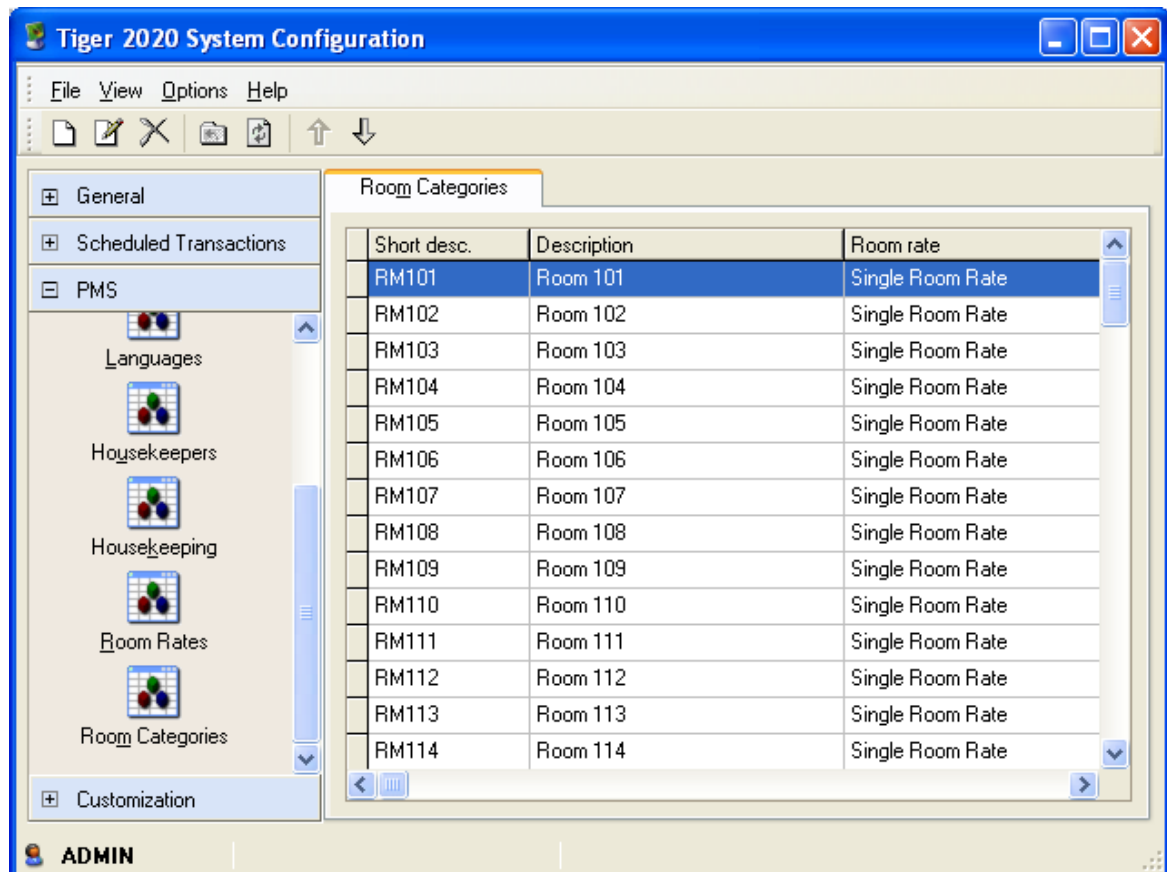 Tiger 2020 System Configuration
File View Options Help
General
Scheduled Transactions
PMS
Languages
Housekeepers
Housekeeping
Room Rates
Room Categories
Customization
Room Categories
Short desc. Description Room rate
RM101 Room 101 Single Room Rate
RM102 Room 102 Single Room Rate
RM103 Room 103 Single Room Rate
RM104 Room 104 Single Room Rate
RM105 Room 105 Single Room Rate
RM106 Room 106 Single Room Rate
RM107 Room 107 Single Room Rate
RM108 Room 108 Single Room Rate
RM109 Room 109 Single Room Rate
RM110 Room 110 Single Room Rate
RM111 Room 111 Single Room Rate
RM112 Room 112 Single Room Rate
RM113 Room 113 Single Room Rate
RM114 Room 114 Single Room Rate
ADMIN